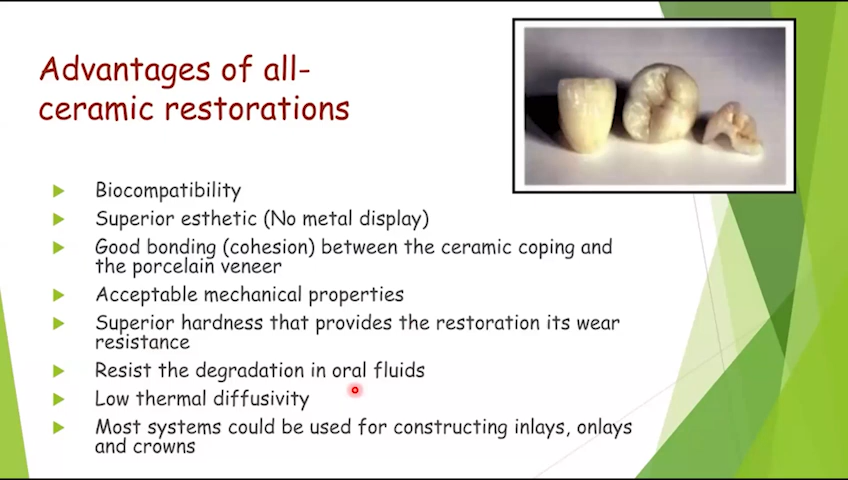 Advantages of all-
ceramic restorations
Biocompatibility
Superior esthetic (No metal display)
Good bonding (cohesion) between the ceramic coping and
the porcelain veneer
Acceptable mechanical properties
Superior hardness that provides the restoration its wear
resistance
Resist the degradation in oral fluids
Low thermal diffusivity
Most systems could be used for constructing inlays, onlays
and crowns